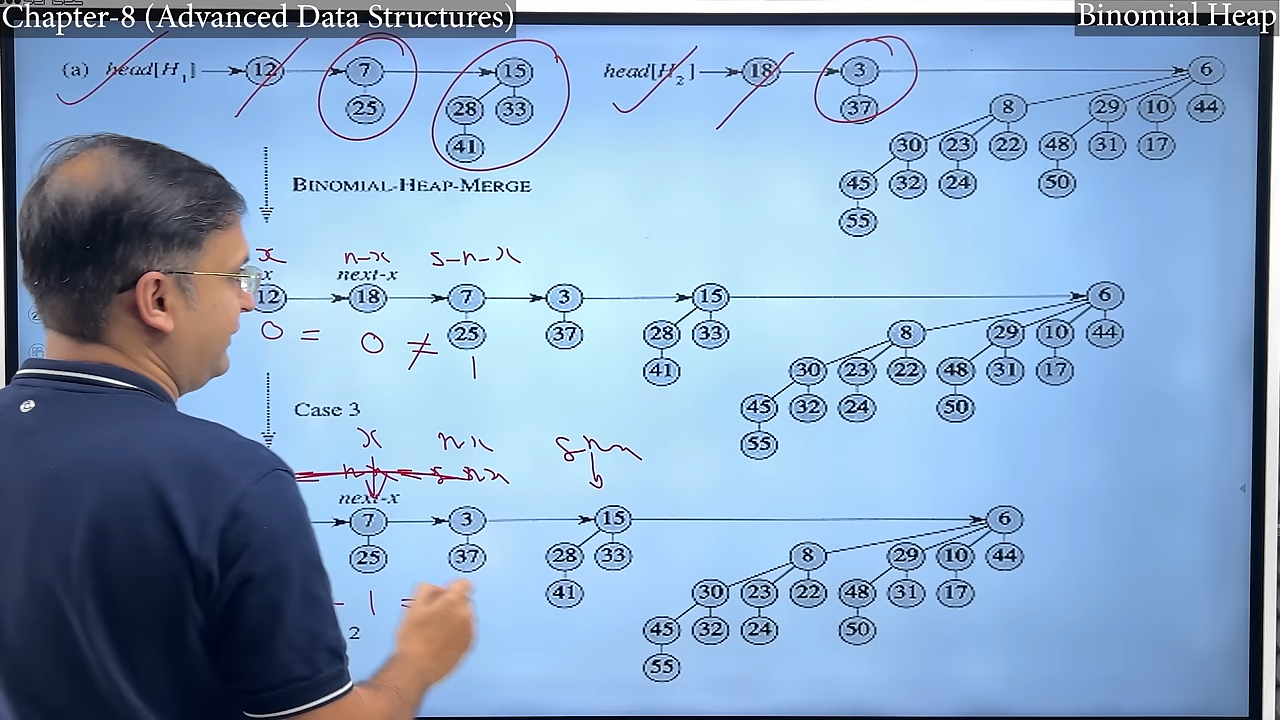 Chapter-8 (Advanced Data Structures)
Binomial Heap
(a) head[H1] 12 7 15 head[H2] 18 3 6
25 28 33 37 8 29 10 44
41 30 23 22 48 31 17
45 32 24 50
55
BINOMIAL-HEAP-MERGE
x n-x s-n-x
x next-x
12 18 7 3 15 6
0 = 0 ≠ 25 37 28 33 8 29 10 44
1 41 30 23 22 48 31 17
45 32 24 50
55
Case 3
x nx snx
next-x
7 3 15 6
25 37 28 33 8 29 10 44
1 = 41 30 23 22 48 31 17
2 45 32 24 50
55